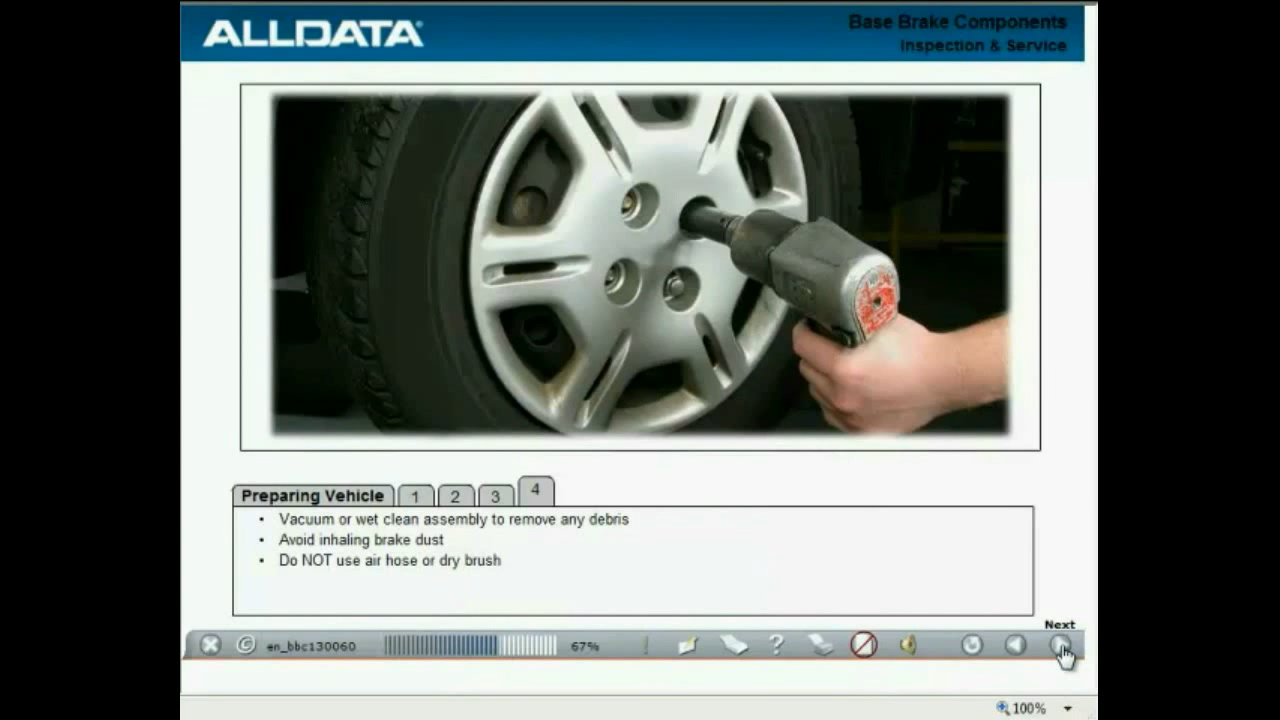 ALLDATA
Base Brake Components
Inspection & Service
Preparing Vehicle 1 2 3 4
• Vacuum or wet clean assembly to remove any debris
• Avoid inhaling brake dust
• Do NOT use air hose or dry brush
Next
© en_bbc130060 67% ! ?
100%